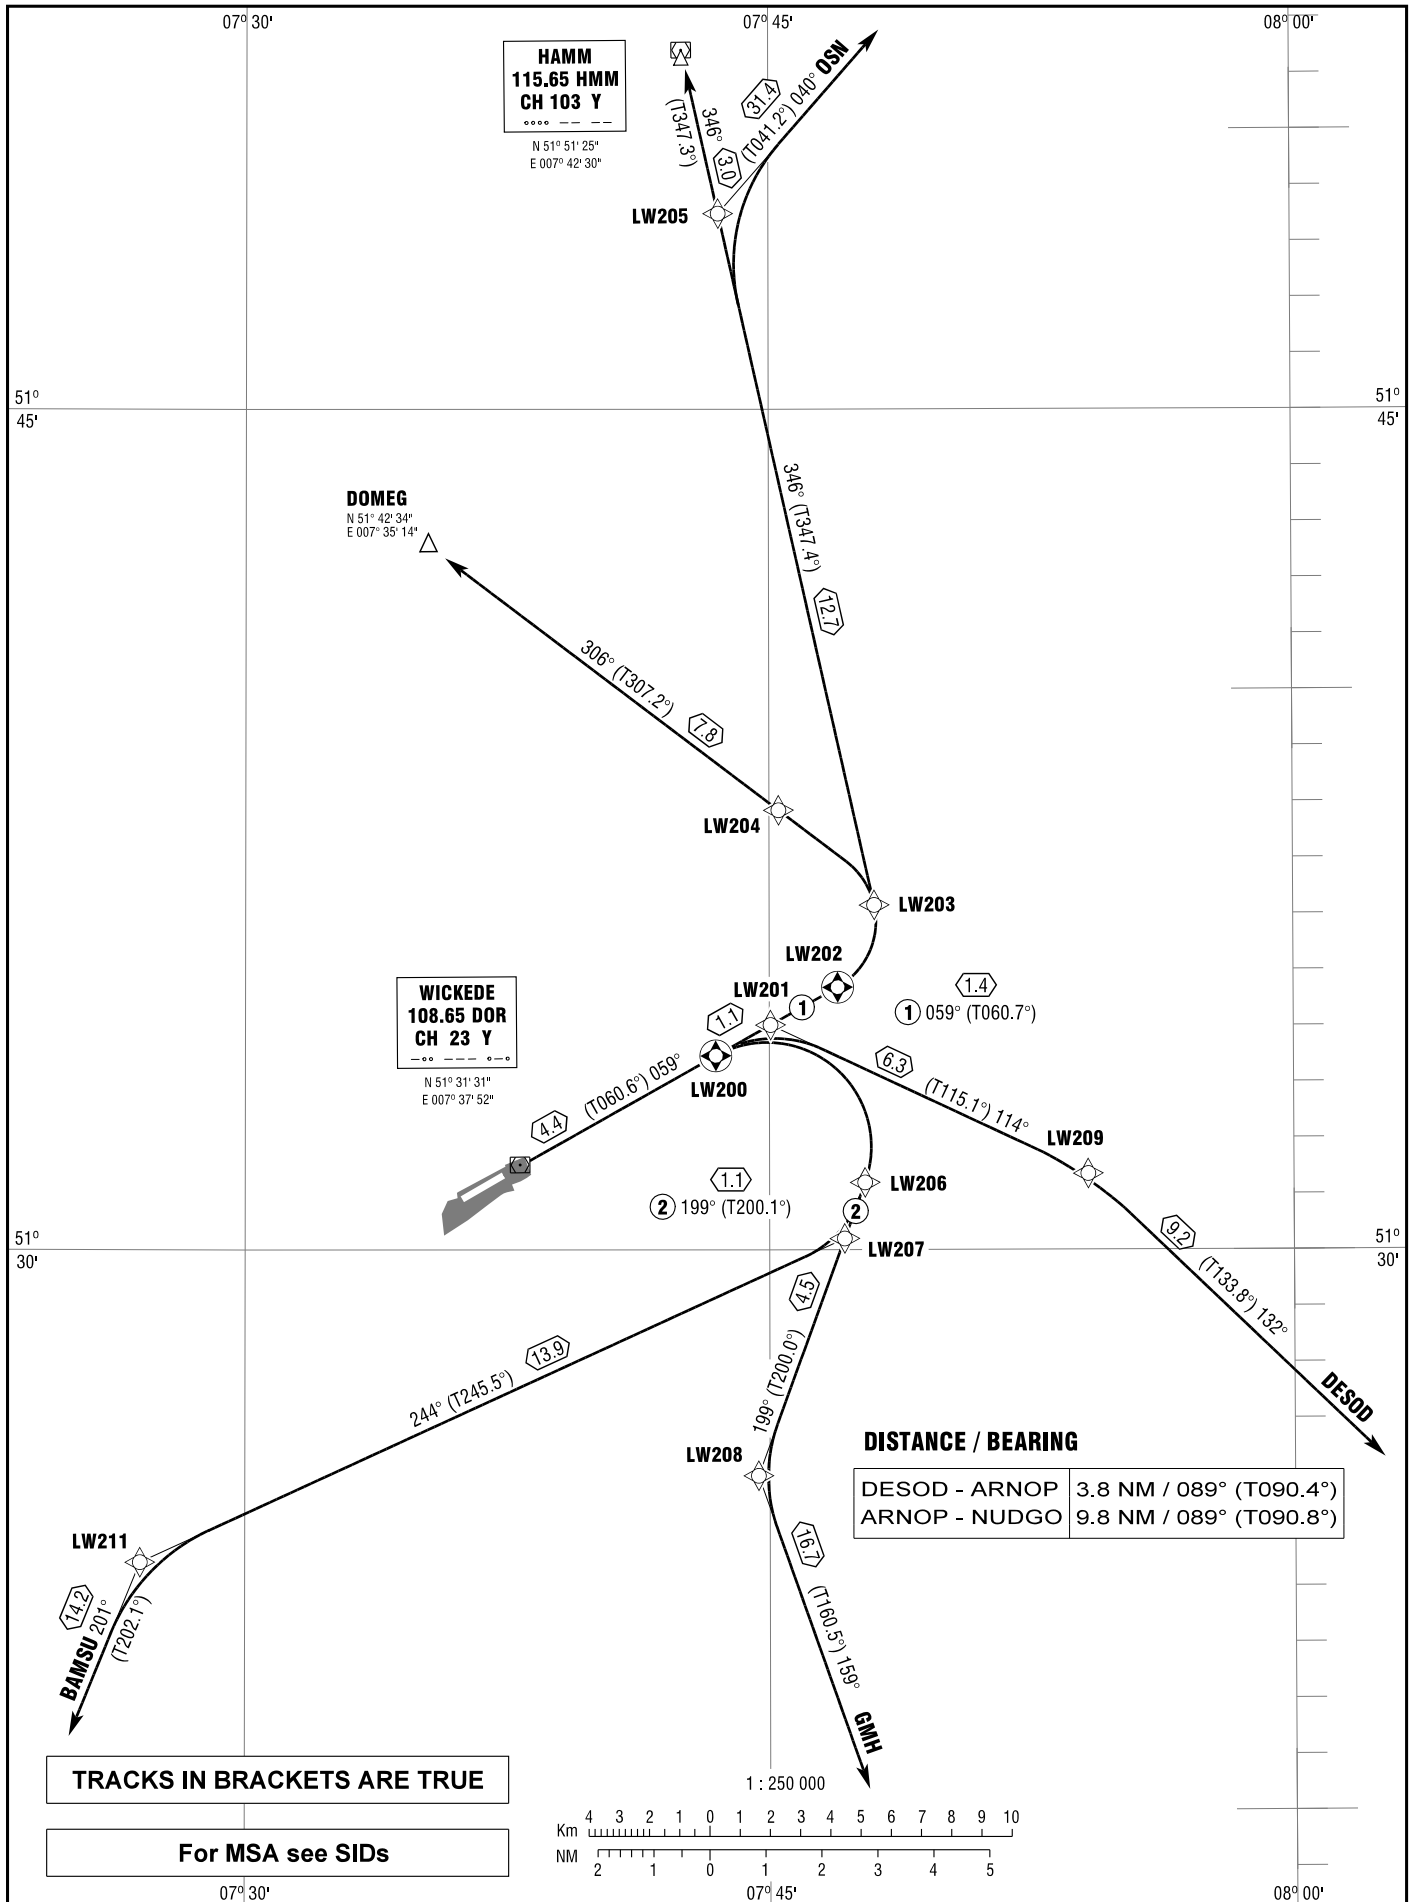 07° 30'
07° 45'
08° 00'
HAMM
115.65 HMM
CH 103 Y
N 51° 51' 25"
E 007° 42' 30"
346°
(T347.3°)
3.0
31.4
(T041.2°) 040° OSN
LW205
51°
45'
51°
45'
DOMEG
N 51° 42' 34"
E 007° 35' 14"
346° (T347.4°)
12.7
306° (T307.2°)
7.8
LW204
LW203
LW202
LW201
WICKEDE
108.65 DOR
CH 23 Y
N 51° 31' 31"
E 007° 37' 52"
1.1
1
1.4
1 059° (T060.7°)
LW200
4.4
(T060.6°) 059°
6.3
(T115.1°) 114°
LW209
1.1
2 199° (T200.1°)
LW206
2
LW207
51°
30'
51°
30'
9.2
(T133.8°) 132°
DESOD
4.5
199° (T200.0°)
244° (T245.5°)
13.9
LW208
DISTANCE / BEARING
DESOD - ARNOP 3.8 NM / 089° (T090.4°)
ARNOP - NUDGO 9.8 NM / 089° (T090.8°)
LW211
14.2
BAMSU 201°
(T202.1°)
16.7
(T160.5°) 159°
GMH
TRACKS IN BRACKETS ARE TRUE
For MSA see SIDs
1 : 250 000
Km 4 3 2 1 0 1 2 3 4 5 6 7 8 9 10
NM 2 1 0 1 2 3 4 5
07° 30'
07° 45'
08° 00'